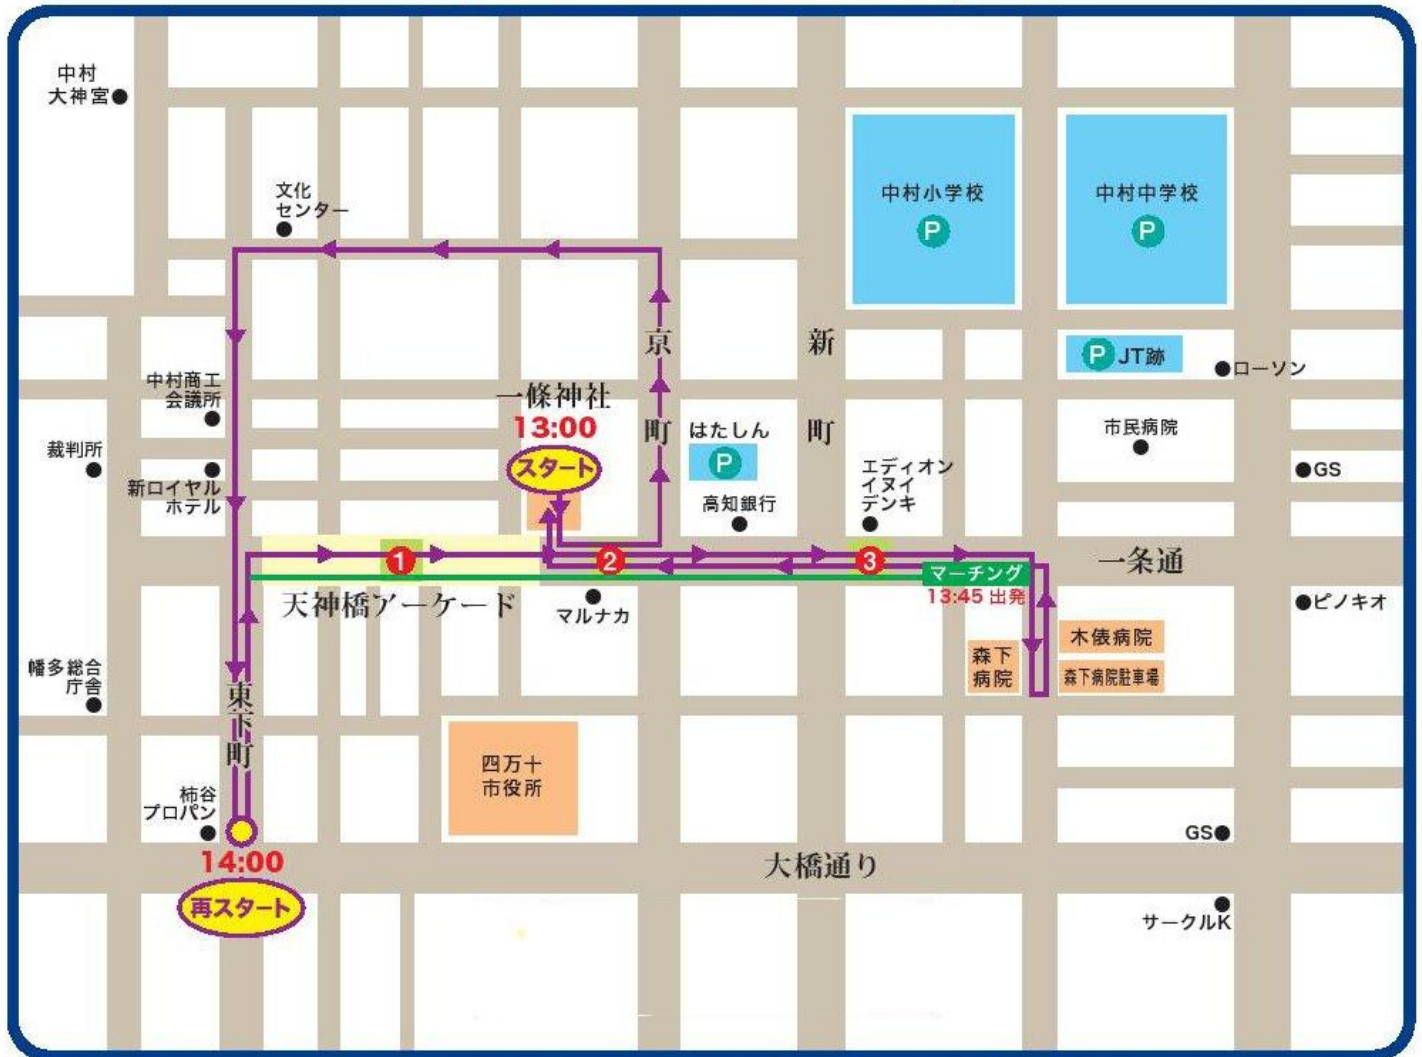 中村
大神宮
文化
センター
中村小学校
P
中村中学校
P
京町
新町
P JT跡
ローソン
中村商工
会議所
一條神社
13:00
スタート
はたしん
P
市民病院
裁判所
新ロイヤル
ホテル
高知銀行
エディオン
イヌイ
デンキ
GS
1
2
3
一条通
マーチング
13:45 出発
天神橋アーケード
マルナカ
ピノキオ
森下
病院
木俵病院
森下病院駐車場
幡多総合
庁舎
東下町
四万十
市役所
柿谷
プロパン
14:00
再スタート
大橋通り
GS
サークルK